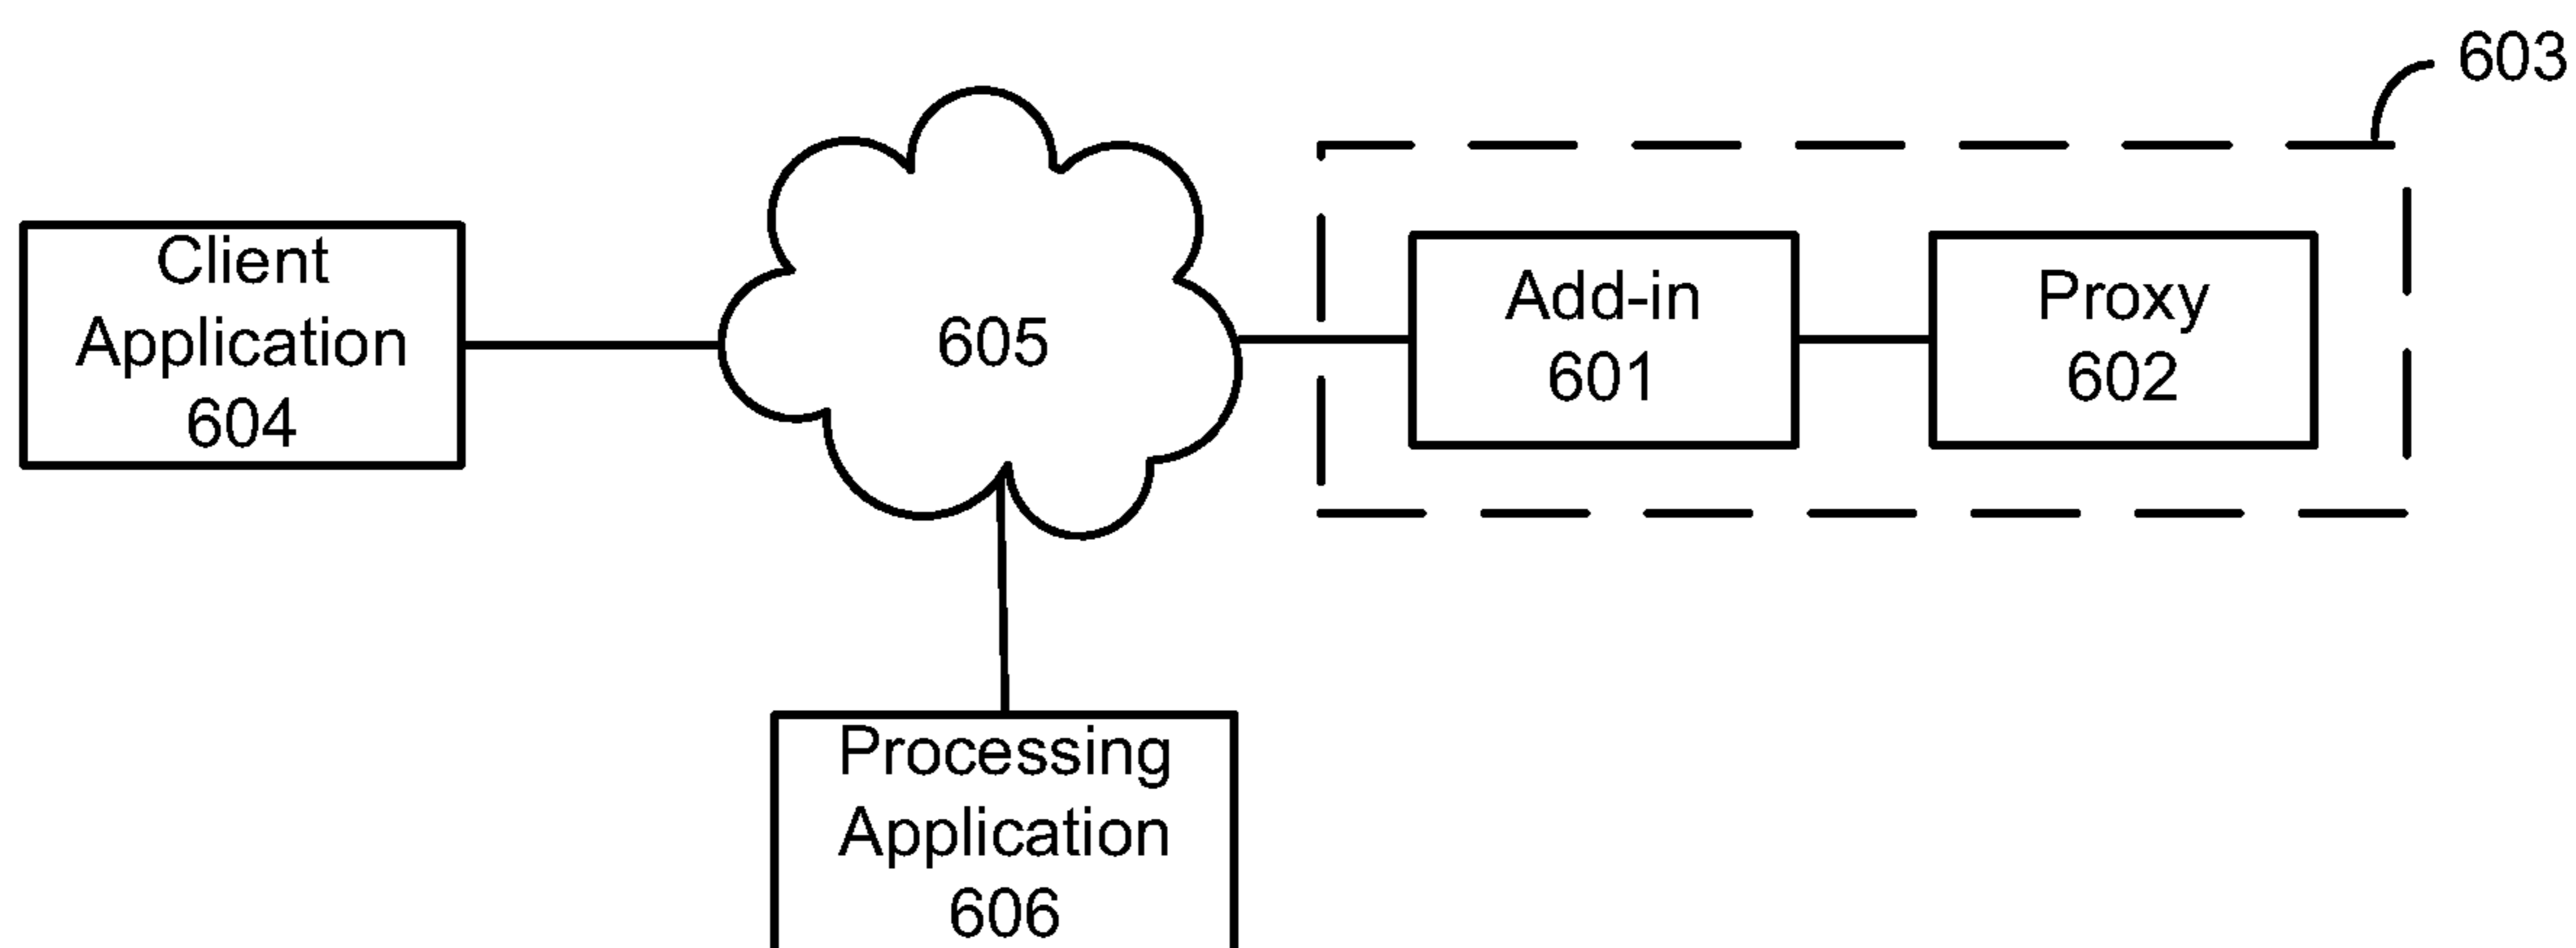 603
Client
Application
604
605
Add-in
601
Proxy
602
Processing
Application
606